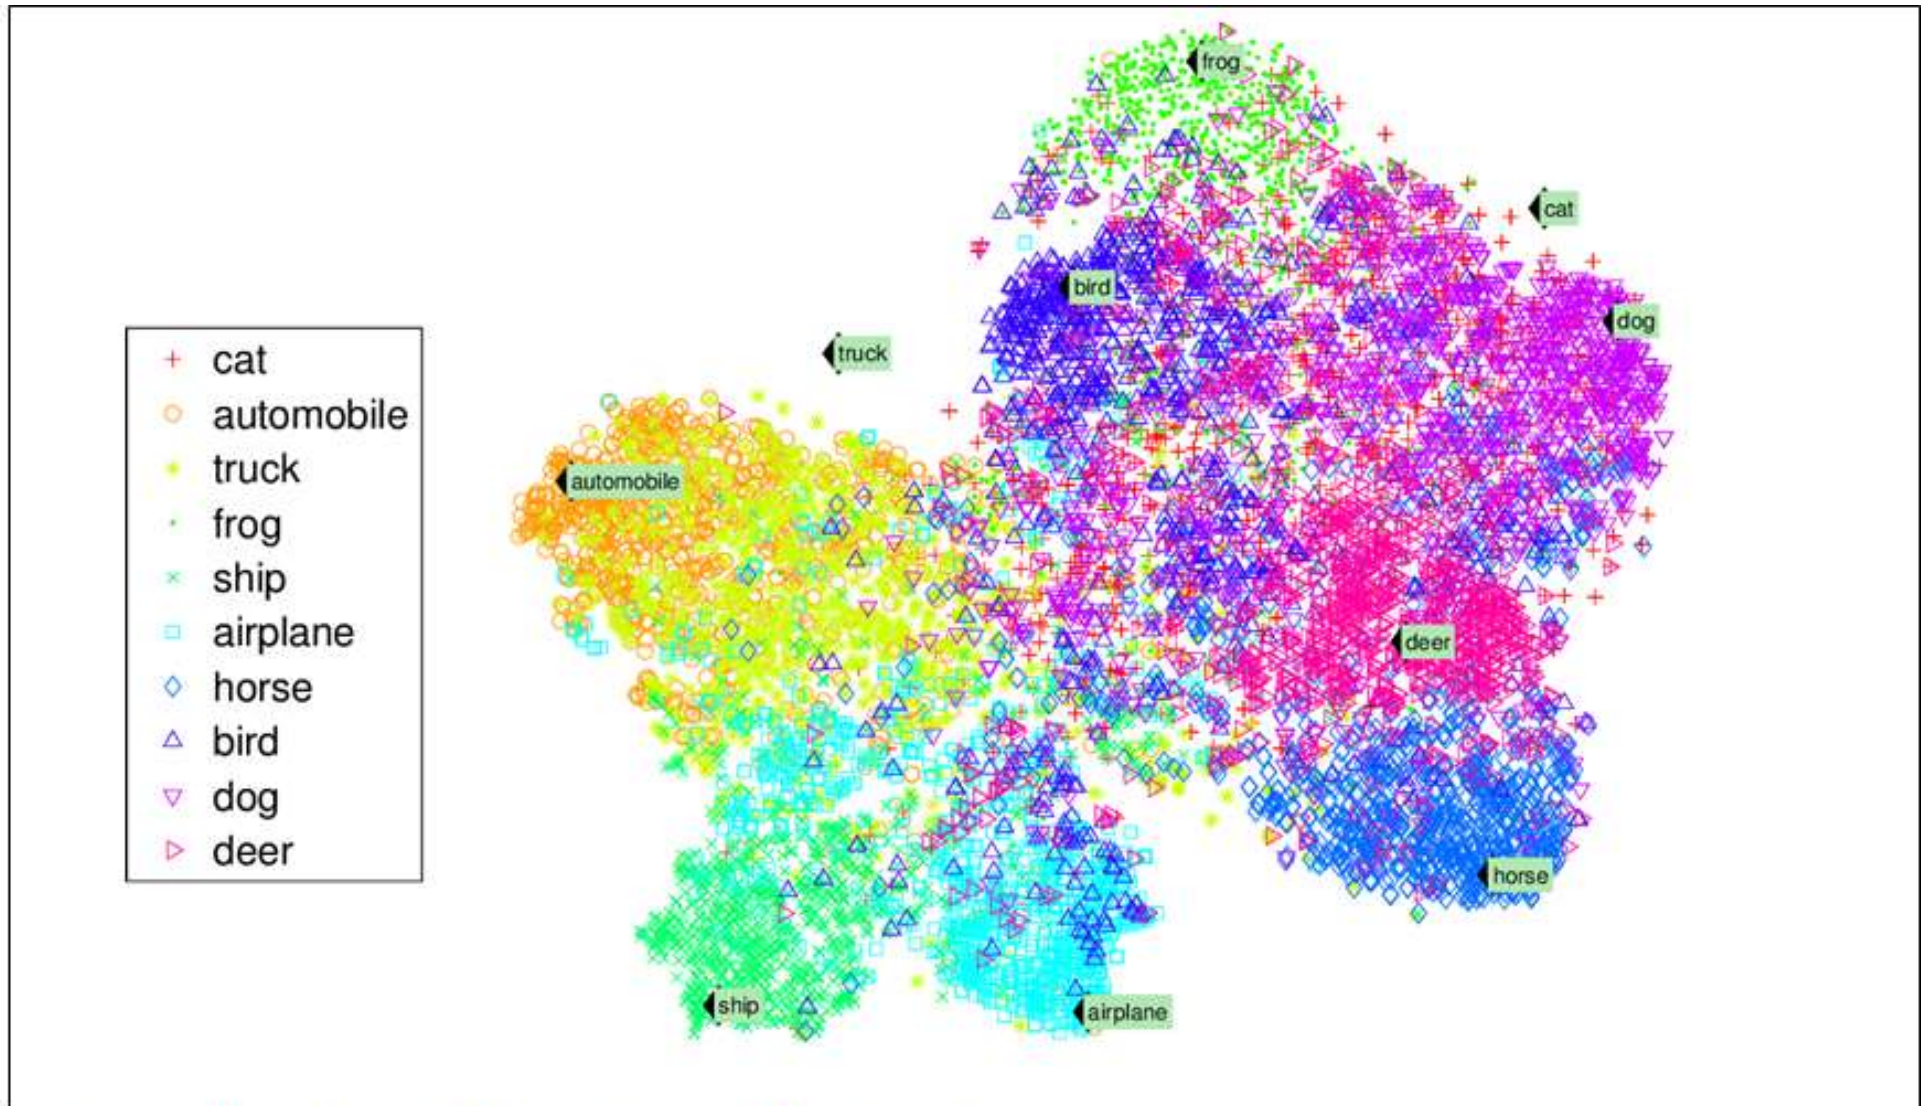 frog
cat
bird
dog
truck
cat
automobile
truck
frog
ship
airplane
horse
bird
dog
deer
automobile
deer
horse
ship
airplane